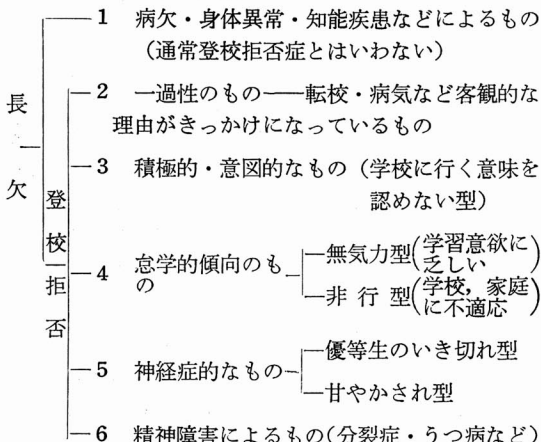 長欠
登校拒否
1 病欠・身体異常・知能疾患などによるもの
（通常登校拒否症とはいわない）
2 一過性のもの――転校・病気など客観的な
理由がきっかけになっているもの
3 積極的・意図的なもの（学校に行く意味を
認めない型）
4 怠学的傾向のも
の
無気力型(学習意欲に
乏しい)
非行型(学校，家庭
に不適応)
5 神経症的なもの
優等生のいき切れ型
甘やかされ型
6 精神障害によるもの(分裂症・うつ病など)